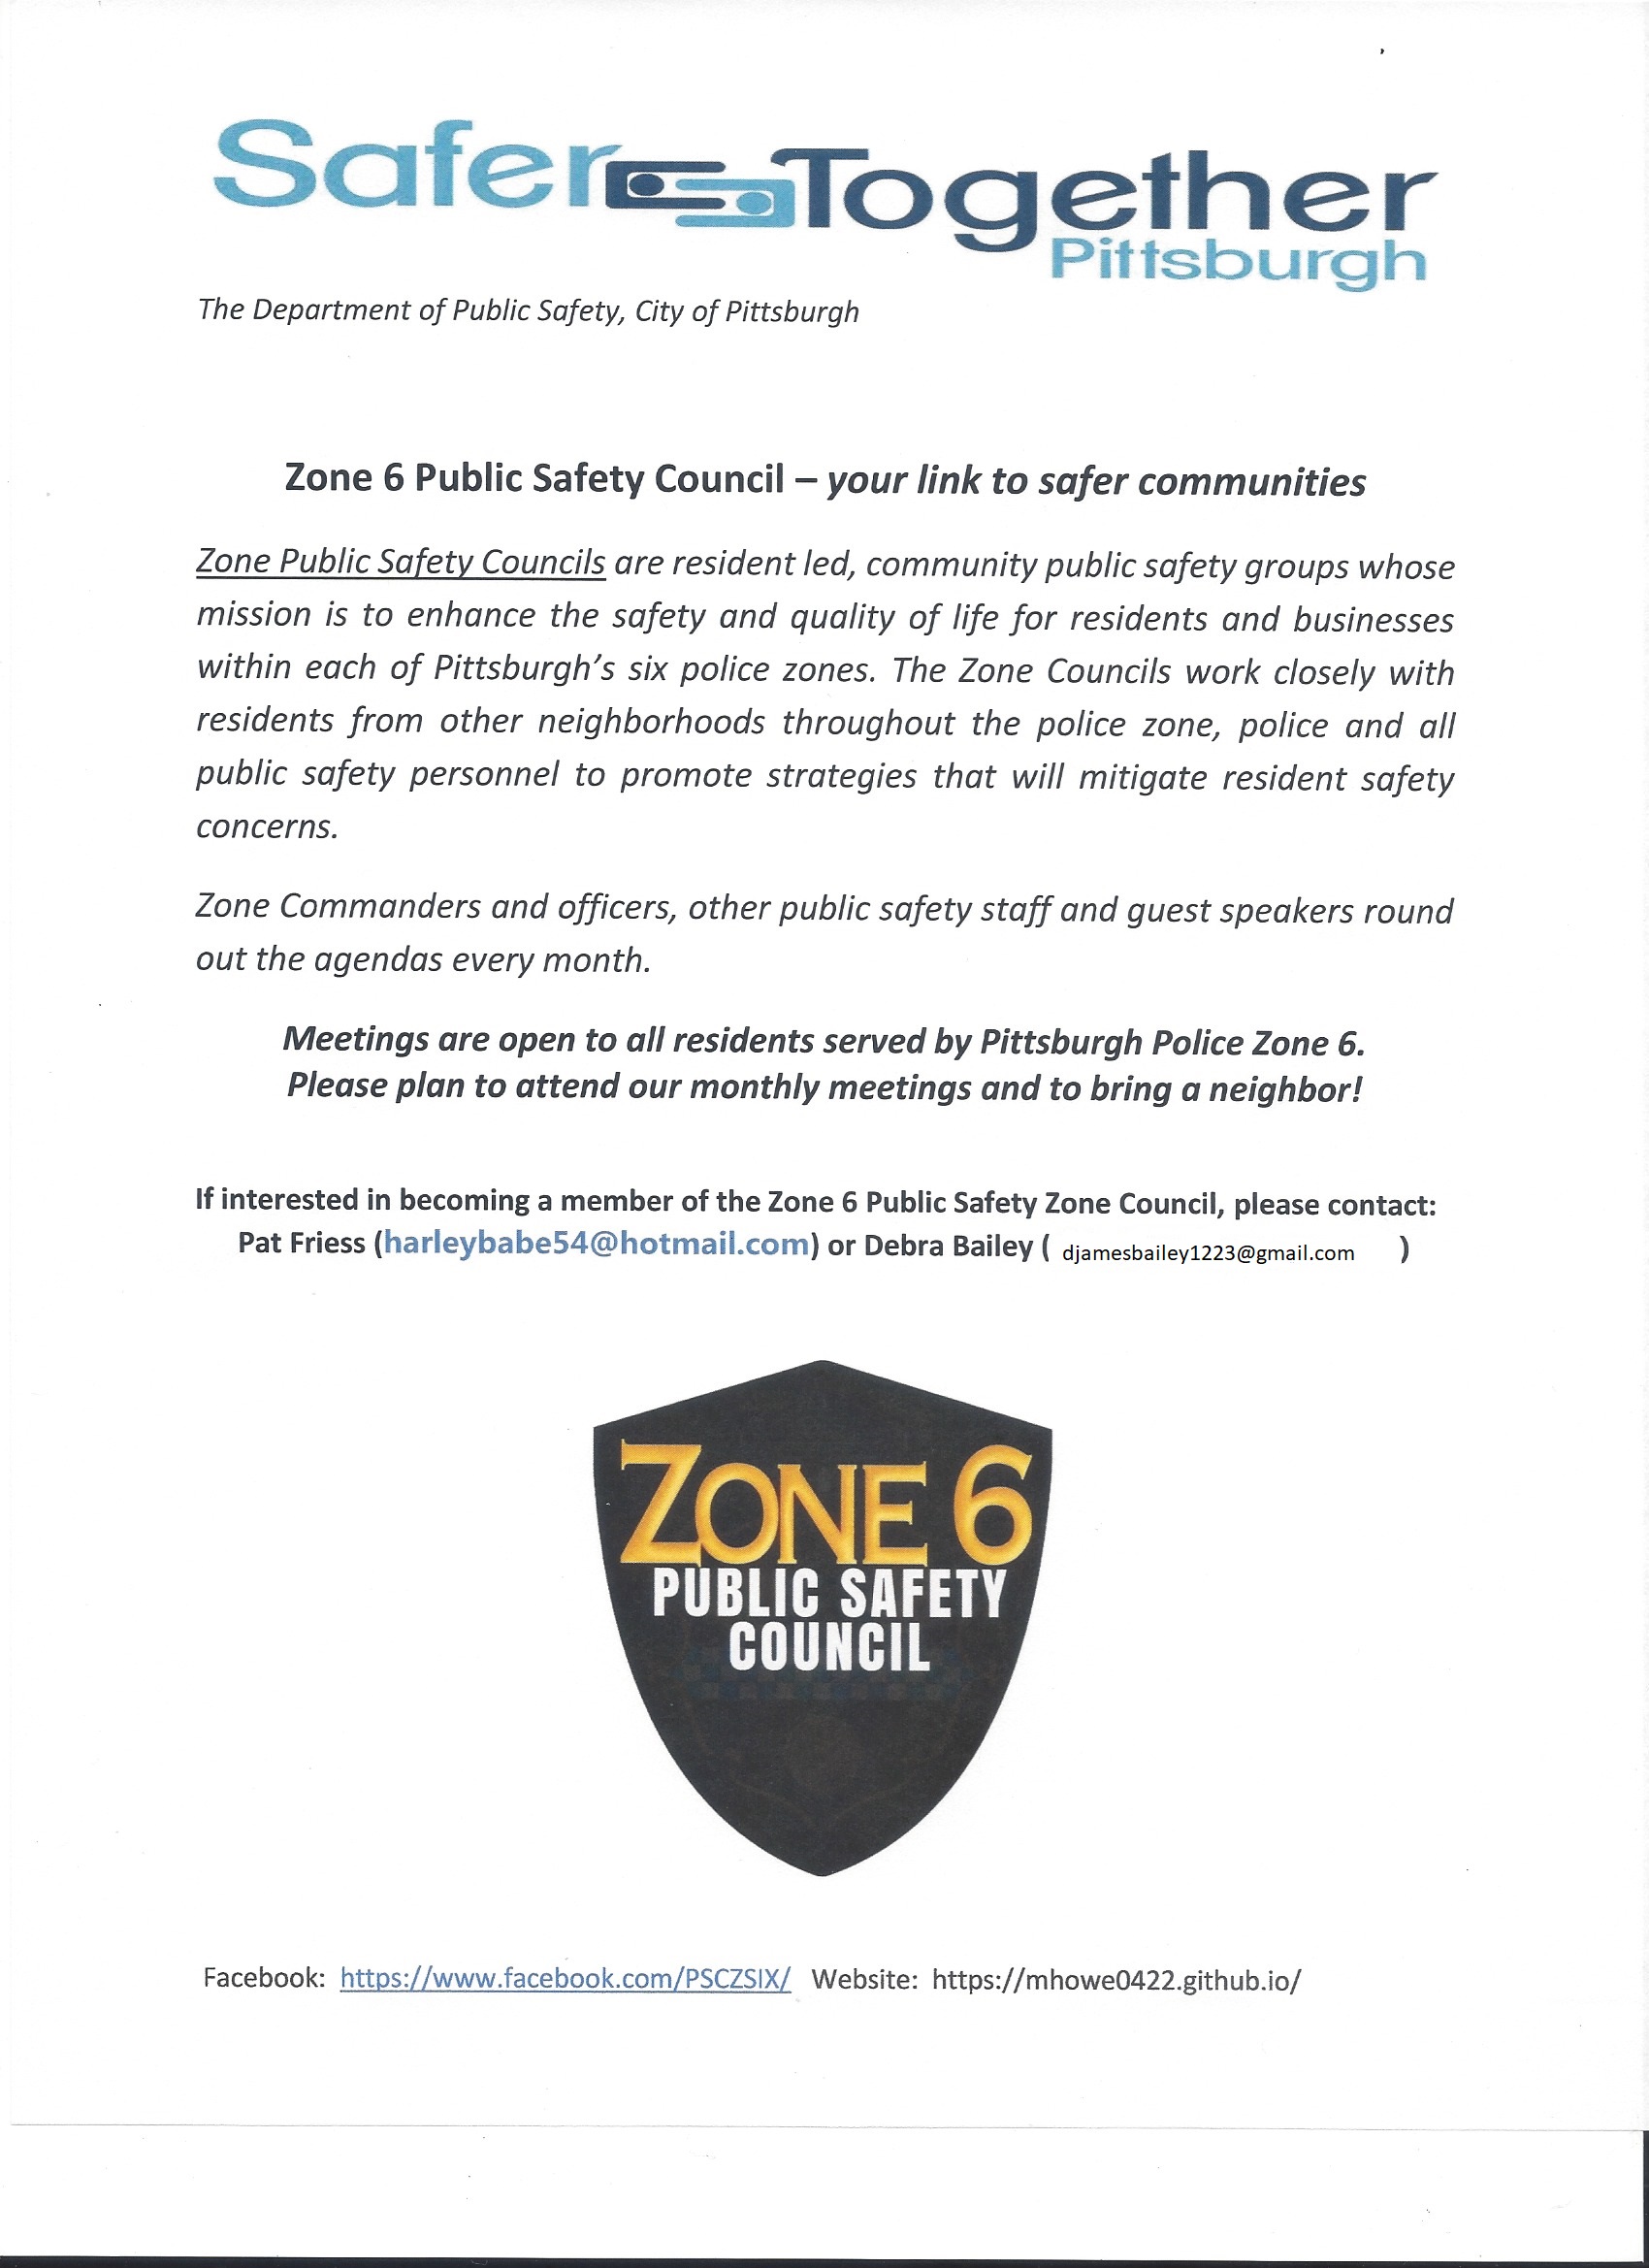 Safer Together
Pittsburgh
The Department of Public Safety, City of Pittsburgh
Zone 6 Public Safety Council – your link to safer communities
Zone Public Safety Councils are resident led, community public safety groups whose
mission is to enhance the safety and quality of life for residents and businesses
within each of Pittsburgh's six police zones. The Zone Councils work closely with
residents from other neighborhoods throughout the police zone, police and all
public safety personnel to promote strategies that will mitigate resident safety
concerns.
Zone Commanders and officers, other public safety staff and guest speakers round
out the agendas every month.
Meetings are open to all residents served by Pittsburgh Police Zone 6.
Please plan to attend our monthly meetings and to bring a neighbor!
If interested in becoming a member of the Zone 6 Public Safety Zone Council, please contact:
Pat Friess (harleybabe54@hotmail.com) or Debra Bailey ( djamesbailey1223@gmail.com )
ZONE 6
PUBLIC SAFETY
COUNCIL
Facebook: https://www.facebook.com/PSCZSIX/ Website: https://mhowe0422.github.io/